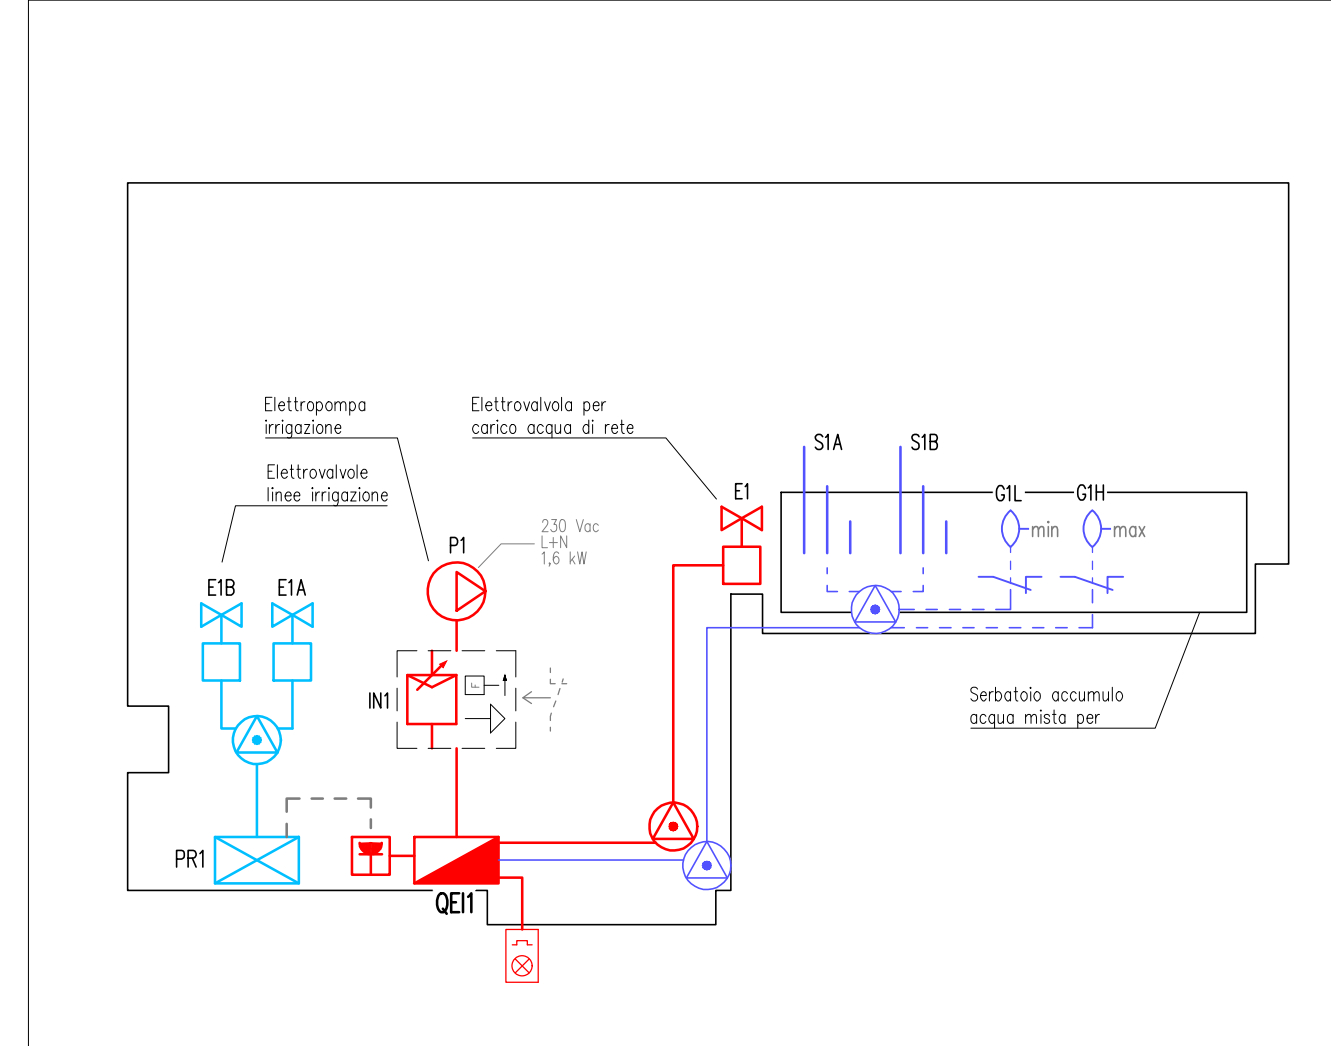 Elettropompa
irrigazione
Elettrovalvola per
carico acqua di rete
Elettrovalvole
linee irrigazione
S1A
S1B
E1
G1L
G1H
min
max
230 Vac
L+N
1,6 kW
P1
E1B
E1A
IN1
F
Serbatoio accumulo
acqua mista per
PR1
QEI1